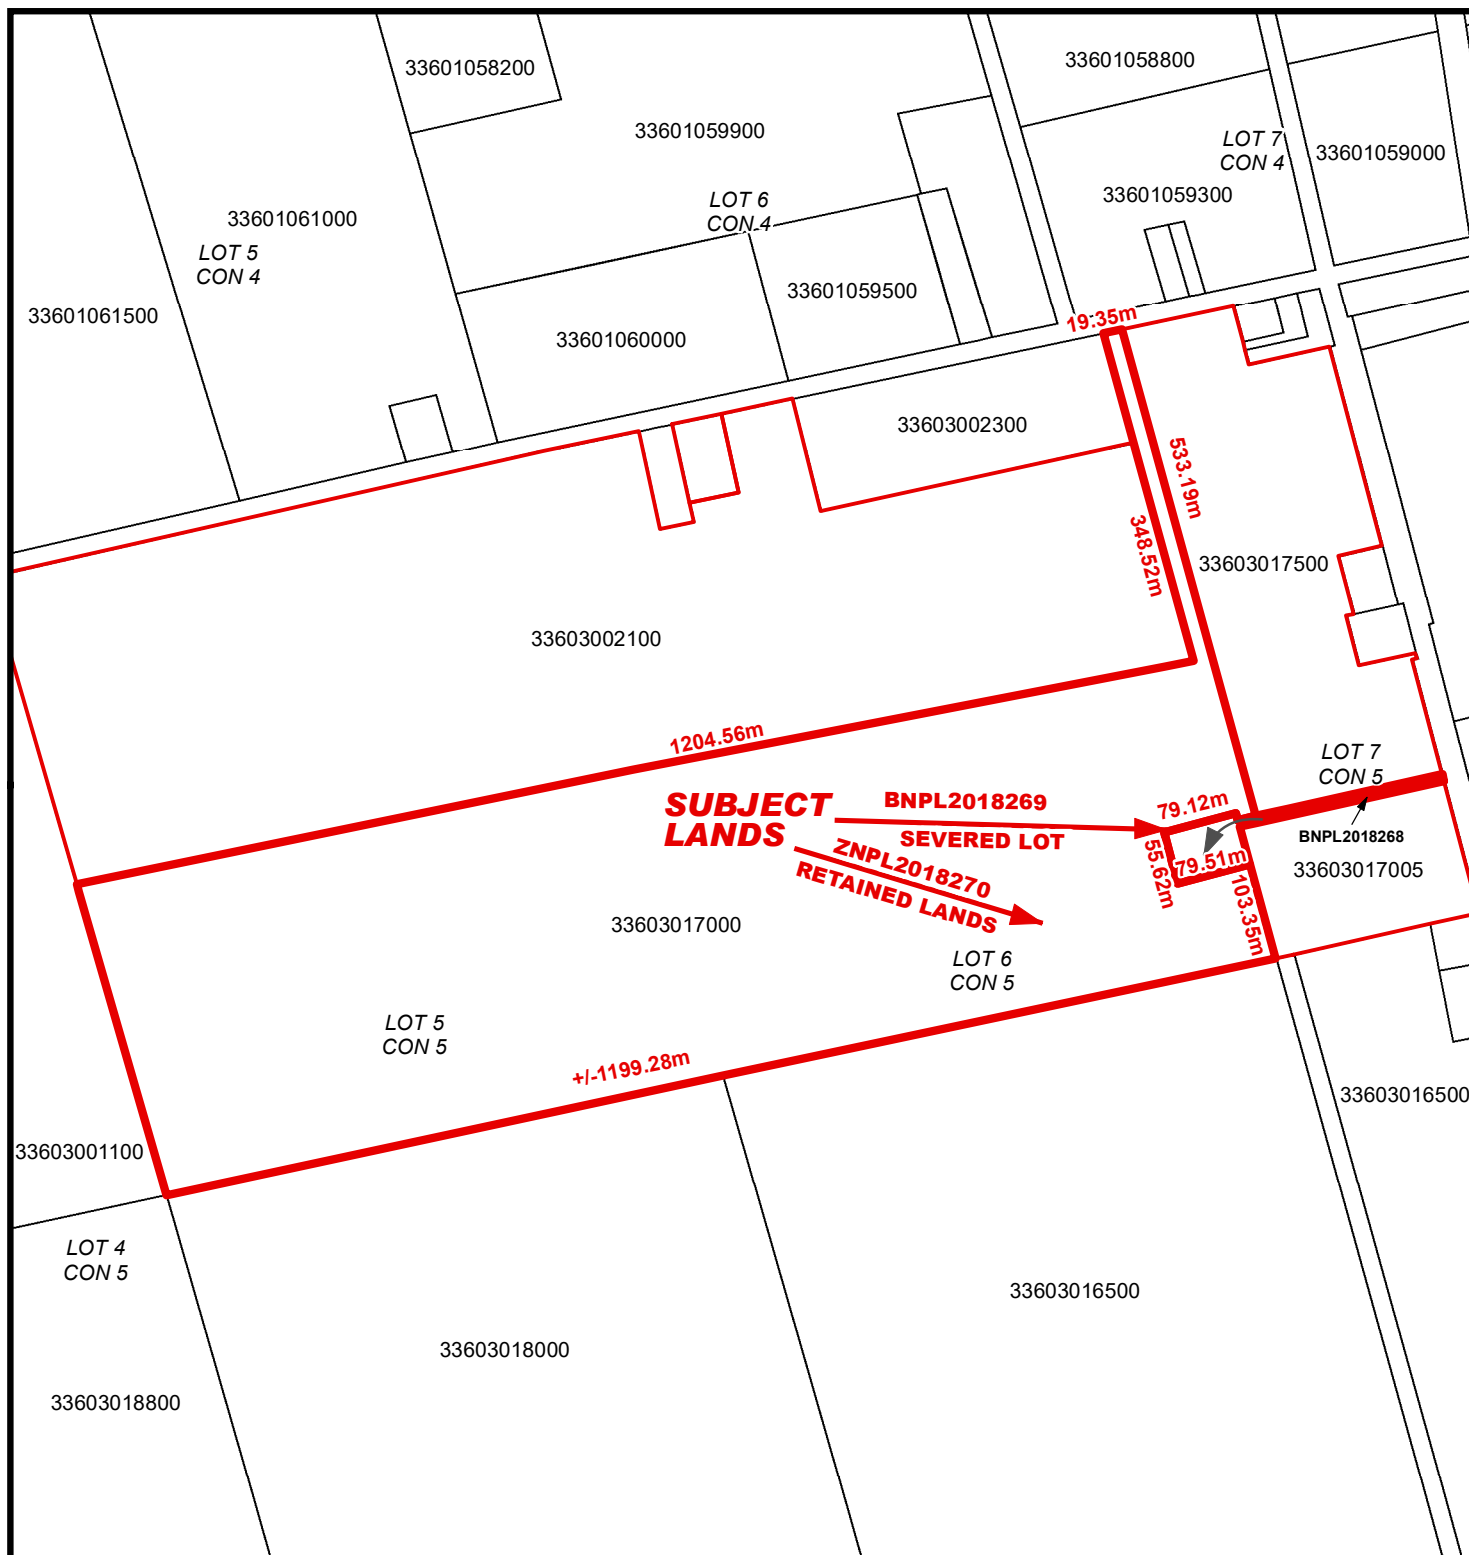 33601058200
33601058800
33601059900
LOT 7
CON 4
33601059000
33601059300
LOT 6
CON 4
33601061000
LOT 5
CON 4
33601059500
33601061500
19.35m
33601060000
33603002300
533.19m
348.52m
33603017500
33603002100
1204.56m
LOT 7
CON 5
SUBJECT
LANDS
BNPL2018269
SEVERED LOT
79.12m
BNPL2018268
ZNPL2018270
RETAINED LANDS
55.62m
79.51m
103.35m
33603017005
33603017000
LOT 6
CON 5
LOT 5
CON 5
+/-1199.28m
33603016500
33603001100
LOT 4
CON 5
33603016500
33603018000
33603018800